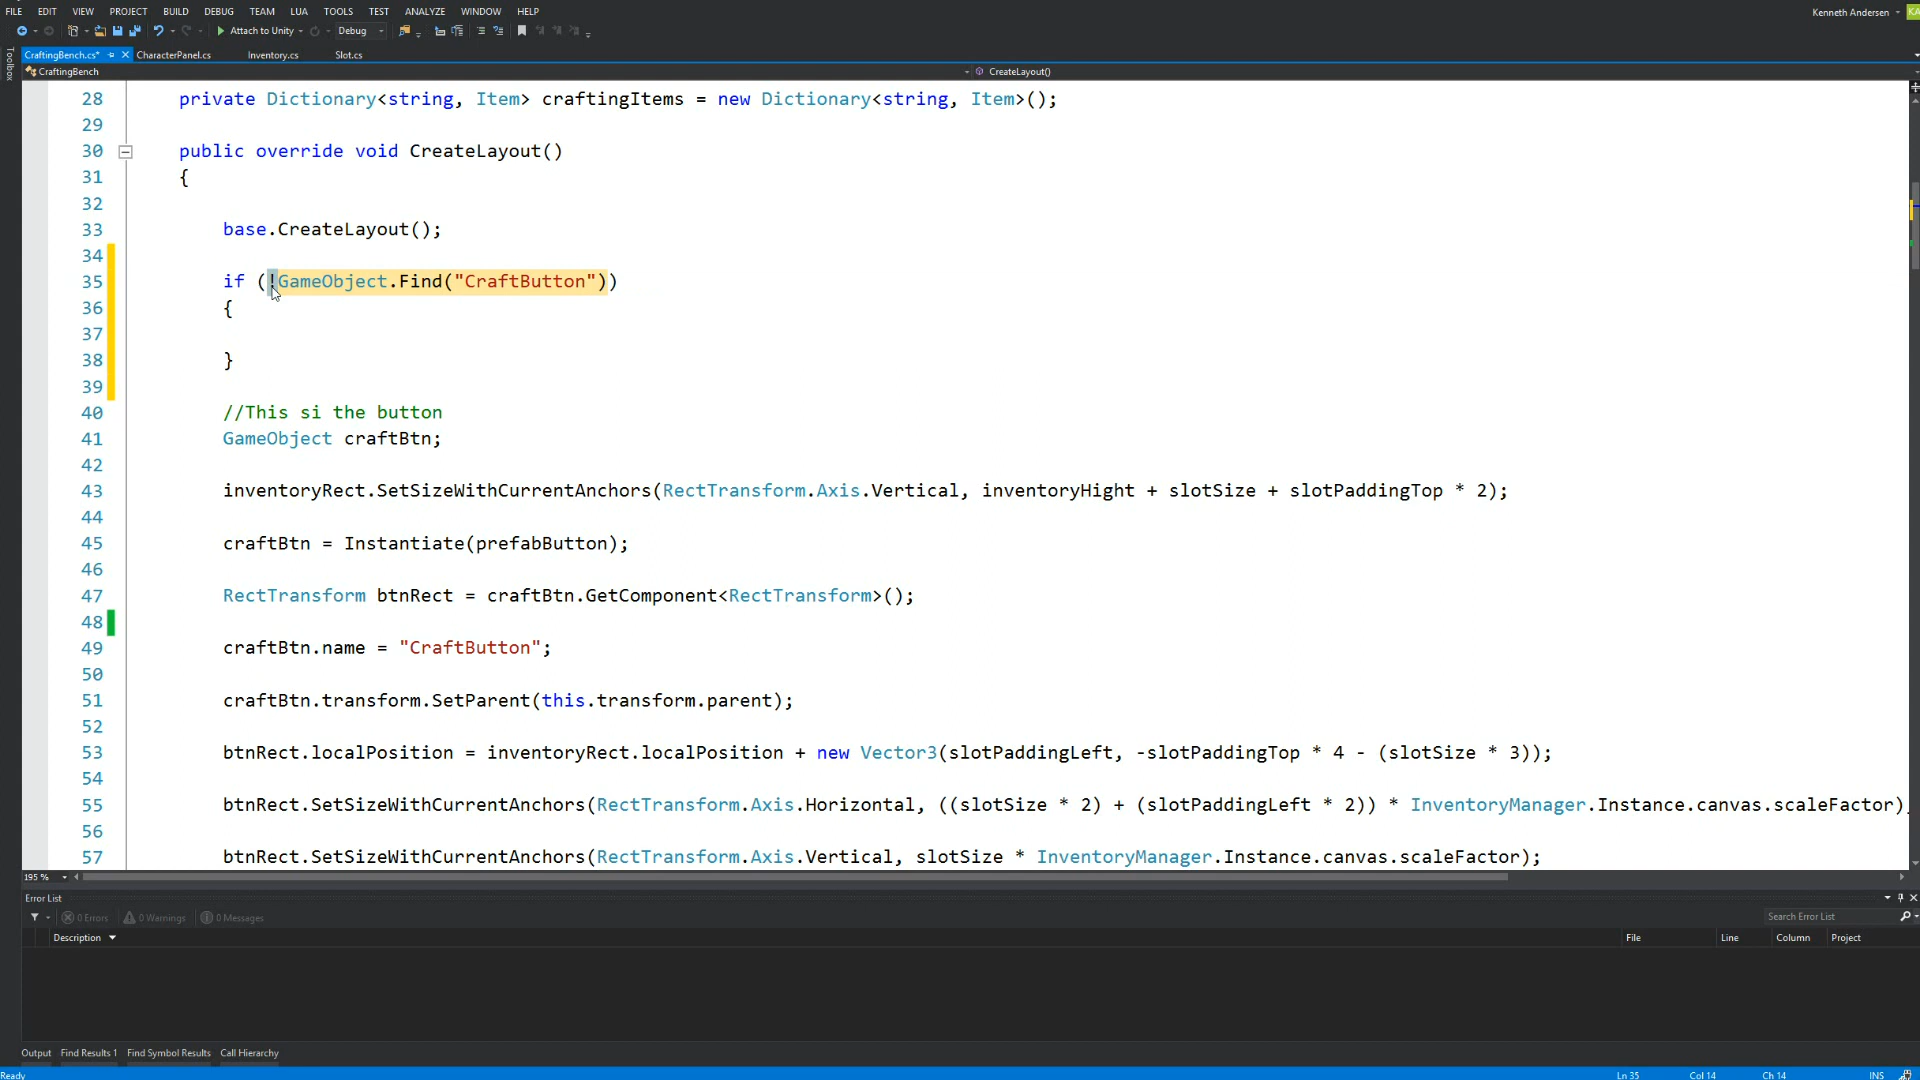 FILE EDIT VIEW PROJECT BUILD DEBUG TEAM LUA TOOLS TEST ANALYZE WINDOW HELP Kenneth Andersen KA
Attach to Unity Debug
Toolbox
CraftingBench.cs* CharacterPanel.cs Inventory.cs Slot.cs
CraftingBench CreateLayout()
28 private Dictionary<string, Item> craftingItems = new Dictionary<string, Item>();
29
30 public override void CreateLayout()
31 {
32
33 base.CreateLayout();
34
35 if (!GameObject.Find("CraftButton"))
36 {
37
38 }
39
40 //This si the button
41 GameObject craftBtn;
42
43 inventoryRect.SetSizeWithCurrentAnchors(RectTransform.Axis.Vertical, inventoryHight + slotSize + slotPaddingTop * 2);
44
45 craftBtn = Instantiate(prefabButton);
46
47 RectTransform btnRect = craftBtn.GetComponent<RectTransform>();
48
49 craftBtn.name = "CraftButton";
50
51 craftBtn.transform.SetParent(this.transform.parent);
52
53 btnRect.localPosition = inventoryRect.localPosition + new Vector3(slotPaddingLeft, -slotPaddingTop * 4 - (slotSize * 3));
54
55 btnRect.SetSizeWithCurrentAnchors(RectTransform.Axis.Horizontal, ((slotSize * 2) + (slotPaddingLeft * 2)) * InventoryManager.Instance.canvas.scaleFactor)
56
57 btnRect.SetSizeWithCurrentAnchors(RectTransform.Axis.Vertical, slotSize * InventoryManager.Instance.canvas.scaleFactor);
195 %
Error List
0 Errors 0 Warnings 0 Messages Search Error List
Description File Line Column Project
Output Find Results 1 Find Symbol Results Call Hierarchy
Ready Ln 35 Col 14 Ch 14 INS